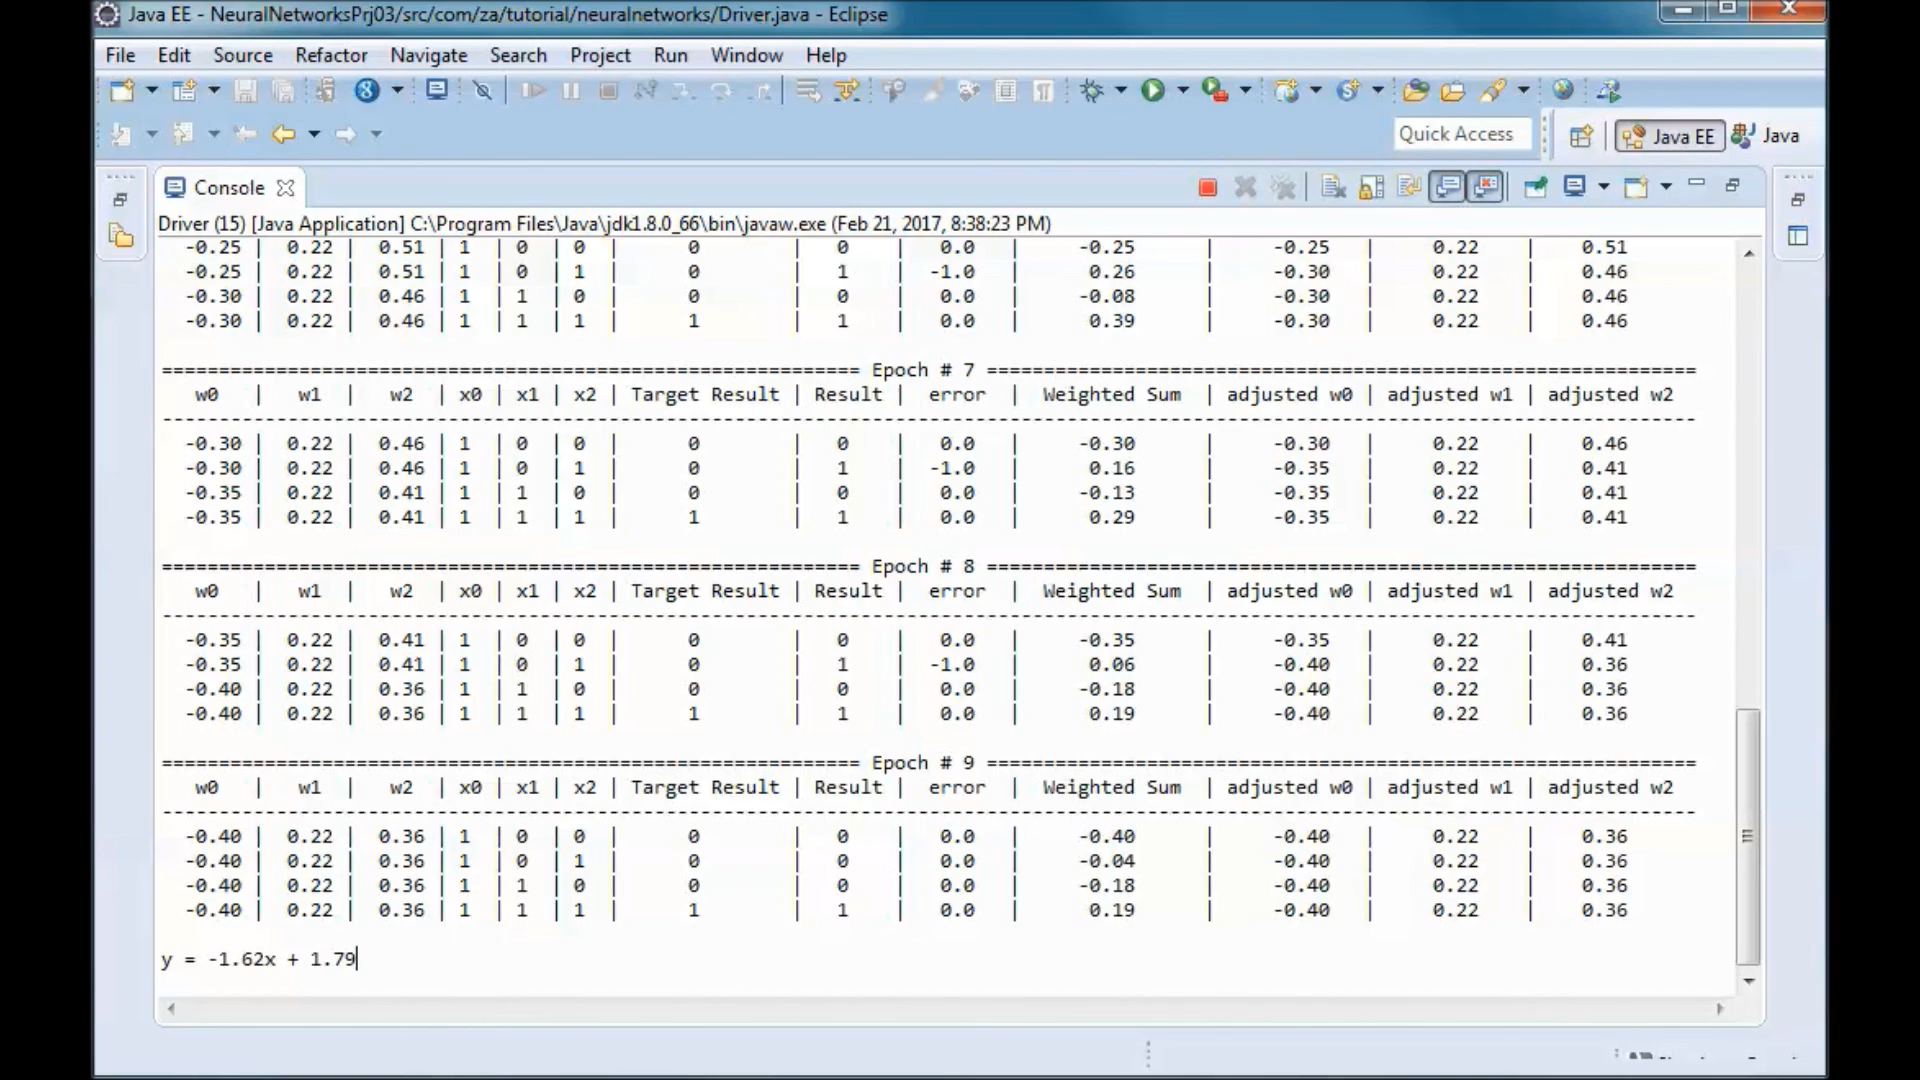 Java EE - NeuralNetworksPrj03/src/com/za/tutorial/neuralnetworks/Driver.java - Eclipse
File Edit Source Refactor Navigate Search Project Run Window Help
Quick Access Java EE Java
Console
Driver (15) [Java Application] C:\Program Files\Java\jdk1.8.0_66\bin\javaw.exe (Feb 21, 2017, 8:38:23 PM)
-0.25 | 0.22 | 0.51 | 1 | 0 | 0 | 0 | 0 | 0.0 | -0.25 | -0.25 | 0.22 | 0.51
-0.25 | 0.22 | 0.51 | 1 | 0 | 1 | 0 | 1 | -1.0 | 0.26 | -0.30 | 0.22 | 0.46
-0.30 | 0.22 | 0.46 | 1 | 1 | 0 | 0 | 0 | 0.0 | -0.08 | -0.30 | 0.22 | 0.46
-0.30 | 0.22 | 0.46 | 1 | 1 | 1 | 1 | 1 | 0.0 | 0.39 | -0.30 | 0.22 | 0.46
============================================================= Epoch # 7 ==============================================================
w0 | w1 | w2 | x0 | x1 | x2 | Target Result | Result | error | Weighted Sum | adjusted w0 | adjusted w1 | adjusted w2
--------------------------------------------------------------------------------------------------------------------------------------
-0.30 | 0.22 | 0.46 | 1 | 0 | 0 | 0 | 0 | 0.0 | -0.30 | -0.30 | 0.22 | 0.46
-0.30 | 0.22 | 0.46 | 1 | 0 | 1 | 0 | 1 | -1.0 | 0.16 | -0.35 | 0.22 | 0.41
-0.35 | 0.22 | 0.41 | 1 | 1 | 0 | 0 | 0 | 0.0 | -0.13 | -0.35 | 0.22 | 0.41
-0.35 | 0.22 | 0.41 | 1 | 1 | 1 | 1 | 1 | 0.0 | 0.29 | -0.35 | 0.22 | 0.41
============================================================= Epoch # 8 ==============================================================
w0 | w1 | w2 | x0 | x1 | x2 | Target Result | Result | error | Weighted Sum | adjusted w0 | adjusted w1 | adjusted w2
--------------------------------------------------------------------------------------------------------------------------------------
-0.35 | 0.22 | 0.41 | 1 | 0 | 0 | 0 | 0 | 0.0 | -0.35 | -0.35 | 0.22 | 0.41
-0.35 | 0.22 | 0.41 | 1 | 0 | 1 | 0 | 1 | -1.0 | 0.06 | -0.40 | 0.22 | 0.36
-0.40 | 0.22 | 0.36 | 1 | 1 | 0 | 0 | 0 | 0.0 | -0.18 | -0.40 | 0.22 | 0.36
-0.40 | 0.22 | 0.36 | 1 | 1 | 1 | 1 | 1 | 0.0 | 0.19 | -0.40 | 0.22 | 0.36
============================================================= Epoch # 9 ==============================================================
w0 | w1 | w2 | x0 | x1 | x2 | Target Result | Result | error | Weighted Sum | adjusted w0 | adjusted w1 | adjusted w2
--------------------------------------------------------------------------------------------------------------------------------------
-0.40 | 0.22 | 0.36 | 1 | 0 | 0 | 0 | 0 | 0.0 | -0.40 | -0.40 | 0.22 | 0.36
-0.40 | 0.22 | 0.36 | 1 | 0 | 1 | 0 | 0 | 0.0 | -0.04 | -0.40 | 0.22 | 0.36
-0.40 | 0.22 | 0.36 | 1 | 1 | 0 | 0 | 0 | 0.0 | -0.18 | -0.40 | 0.22 | 0.36
-0.40 | 0.22 | 0.36 | 1 | 1 | 1 | 1 | 1 | 0.0 | 0.19 | -0.40 | 0.22 | 0.36
y = -1.62x + 1.79